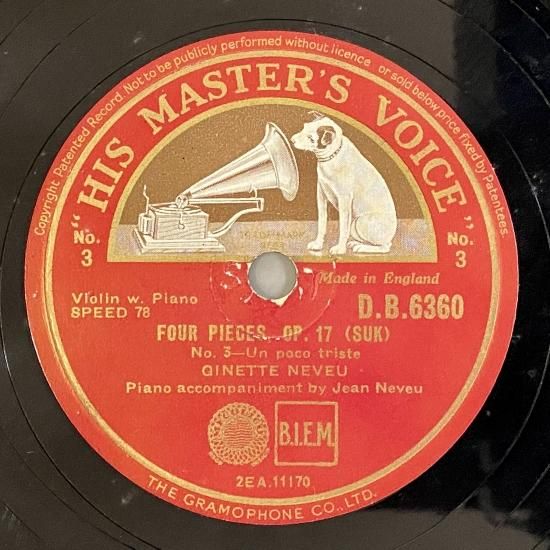 Copyright Patented Record. Not to be publicly performed without licence or sold below price fixed by Patentees.
"HIS MASTER'S VOICE"
TRADE MARK
No. 3
No. 3
Made in England
Violin w. Piano
SPEED 78
D.B.6360
FOUR PIECES, OP. 17 (SUK)
No. 3—Un poco triste
GINETTE NEVEU
Piano accompaniment by Jean Neveu
B.I.E.M.
2EA.11170
THE GRAMOPHONE CO., LTD.